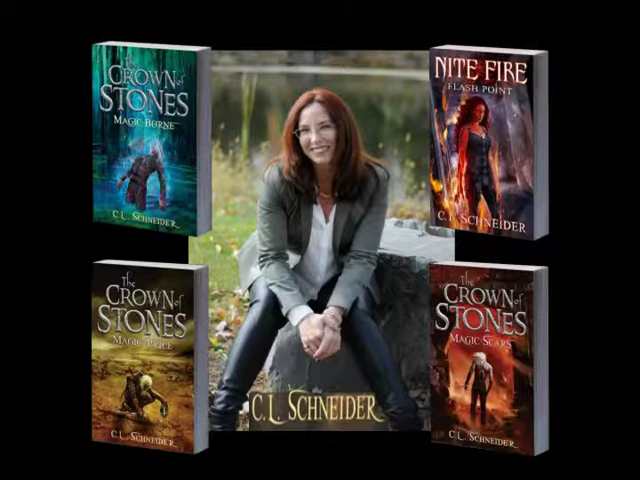 The
CROWN of
STONES
MAGIC-BORNE
C.L. SCHNEIDER
NITE FIRE
FLASH POINT
C.L. SCHNEIDER
The
CROWN of
STONES
MAGIC-PRICE
C.L. SCHNEIDER
The
CROWN of
STONES
MAGIC-SCARS
C.L. SCHNEIDER
C.L. SCHNEIDER